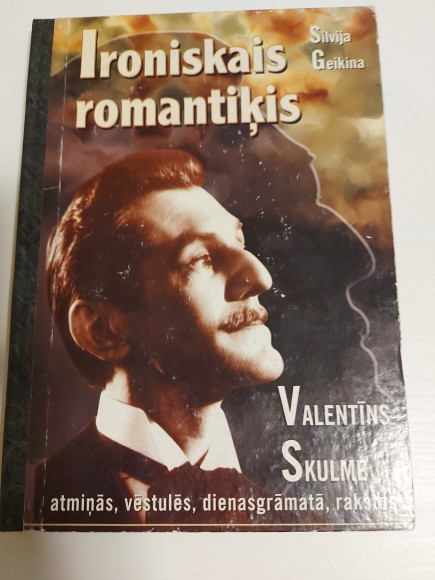 Silvija
Geikina
Ironiskais
romantiķis
Valentīns
Skulme
atmiņās, vēstulēs, dienasgrāmatā, rakstos